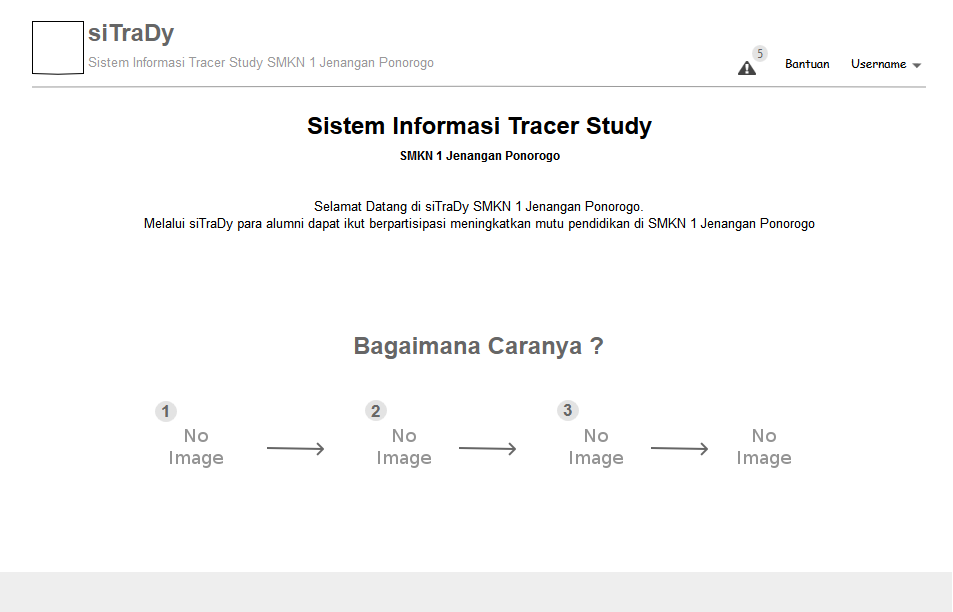 siTraDy
Sistem Informasi Tracer Study SMKN 1 Jenangan Ponorogo
5
Bantuan
Username
Sistem Informasi Tracer Study
SMKN 1 Jenangan Ponorogo
Selamat Datang di siTraDy SMKN 1 Jenangan Ponorogo.
Melalui siTraDy para alumni dapat ikut berpartisipasi meningkatkan mutu pendidikan di SMKN 1 Jenangan Ponorogo
Bagaimana Caranya ?
1
No
Image
2
No
Image
3
No
Image
No
Image